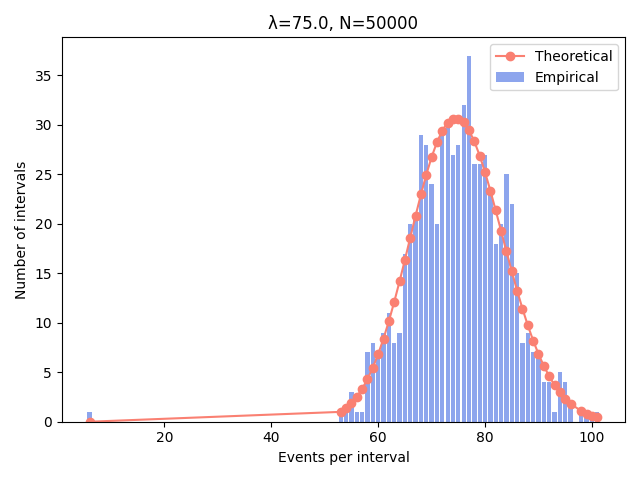 λ=75.0, N=50000
Theoretical
Empirical
Number of intervals
35
30
25
20
15
10
5
0
20
40
60
80
100
Events per interval